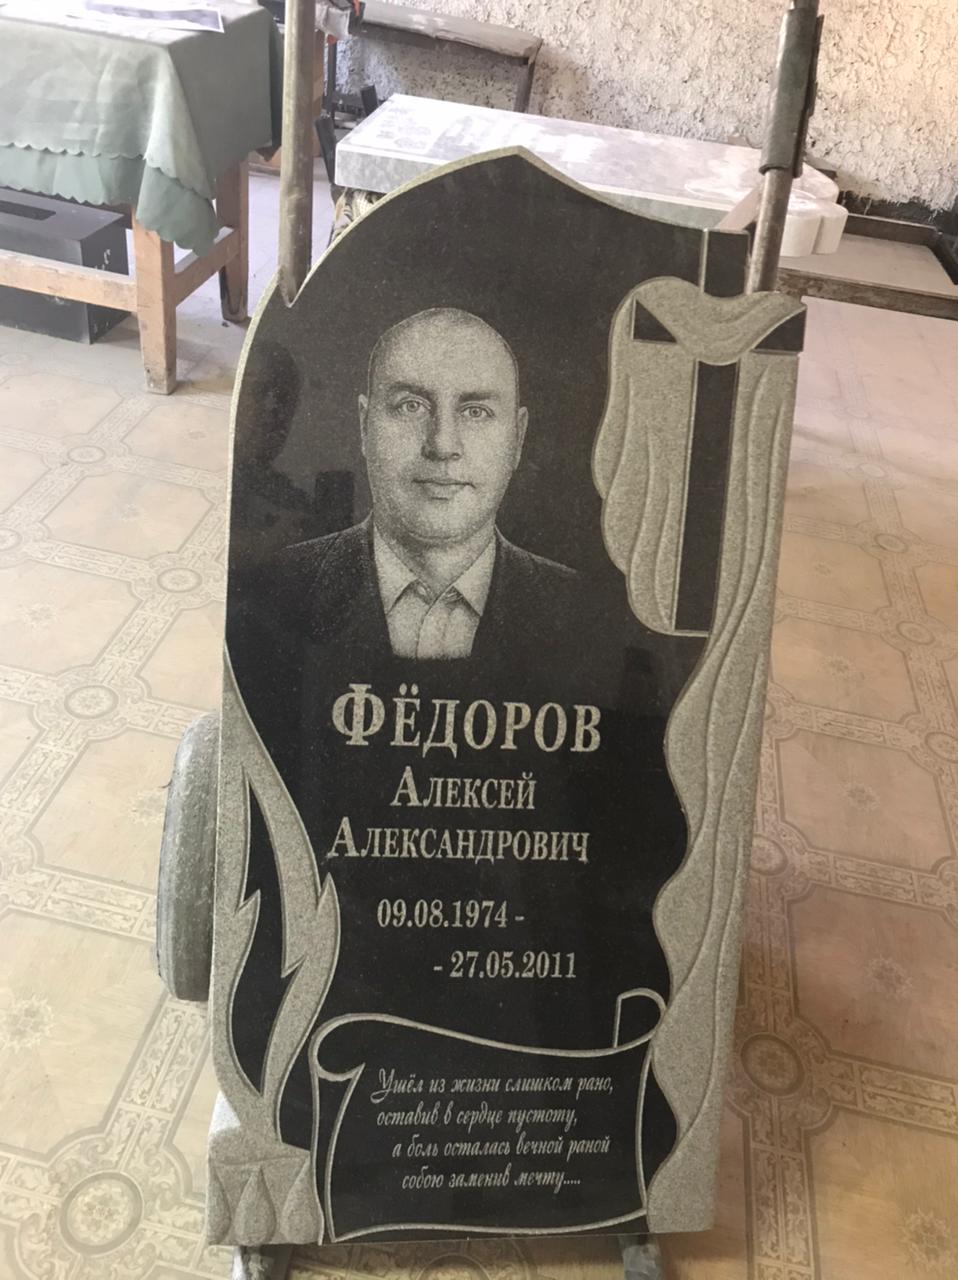 ФЁДОРОВ
АЛЕКСЕЙ
АЛЕКСАНДРОВИЧ
09.08.1974 -
- 27.05.2011
Ушёл из жизни слишком рано,
оставив в сердце пустоту,
а боль осталась вечной раной
собою заменив мечту.....